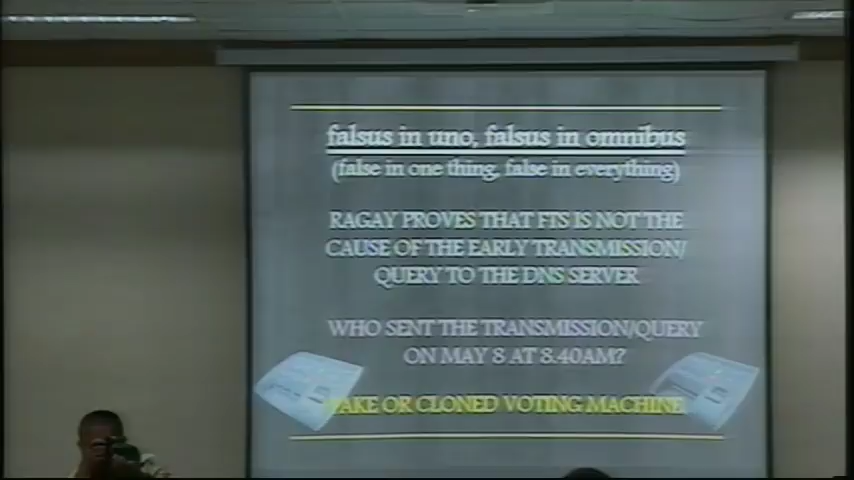 falsus in uno, falsus in omnibus
(false in one thing, false in everything)
RAGAY PROVES THAT FTS IS NOT THE
CAUSE OF THE EARLY TRANSMISSION/
QUERY TO THE DNS SERVER
WHO SENT THE TRANSMISSION/QUERY
ON MAY 8 AT 8.40AM?
FAKE OR CLONED VOTING MACHINE